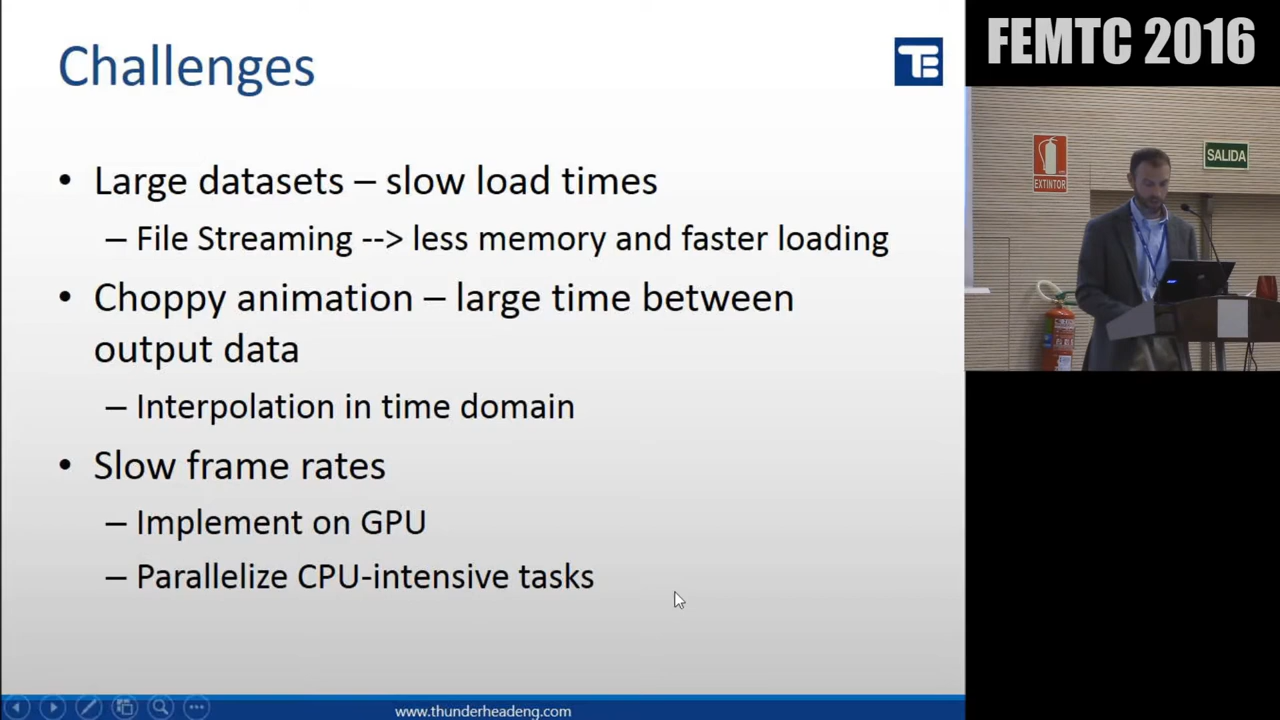 Challenges
TE
• Large datasets – slow load times
– File Streaming --> less memory and faster loading
• Choppy animation – large time between
output data
– Interpolation in time domain
• Slow frame rates
– Implement on GPU
– Parallelize CPU-intensive tasks
www.thunderheadeng.com
FEMTC 2016
EXTINTOR
SALIDA